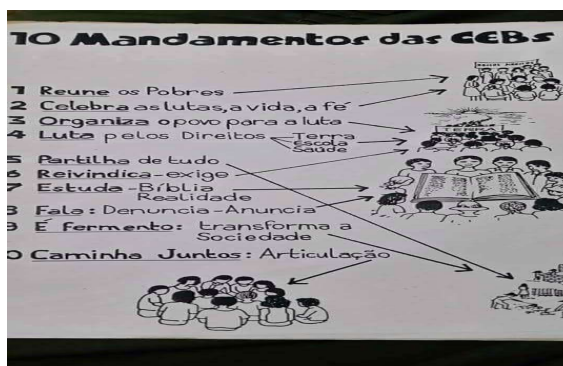 10 Mandamentos das CEBs
1 Reune os Pobres
2 Celebra as lutas, a vida, a fé
3 Organiza o povo para a luta
4 Luta pelos Direitos - Terra
Escola
Saúde
5 Partilha de tudo
6 Reivindica - exige
7 Estuda - Bíblia
Realidade
8 Fala: Denuncia - Anuncia
9 É fermento: transforma a
Sociedade
0 Caminha Juntos: Articulação
TERRA